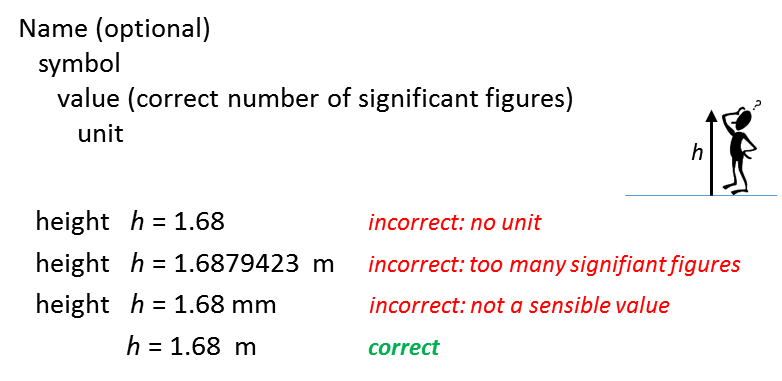 Name (optional)
symbol
value (correct number of significant figures)
unit
?
h
height h = 1.68 incorrect: no unit
height h = 1.6879423 m incorrect: too many signifiant figures
height h = 1.68 mm incorrect: not a sensible value
h = 1.68 m correct